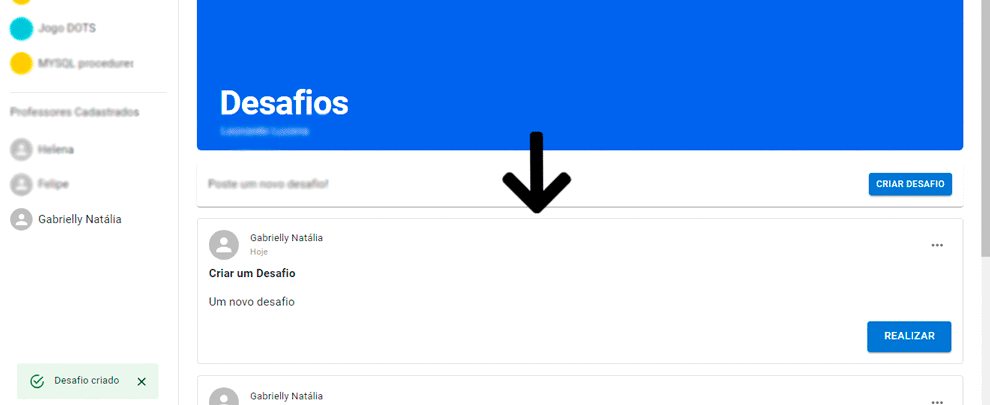 Jogo DOTS
MYSQL procedures
Professores Cadastrados
Helena
Felipe
Gabrielly Natália
Desafio criado
Desafios
Poste um novo desafio!
CRIAR DESAFIO
Gabrielly Natália
Hoje
Criar um Desafio
Um novo desafio
REALIZAR
Gabrielly Natália